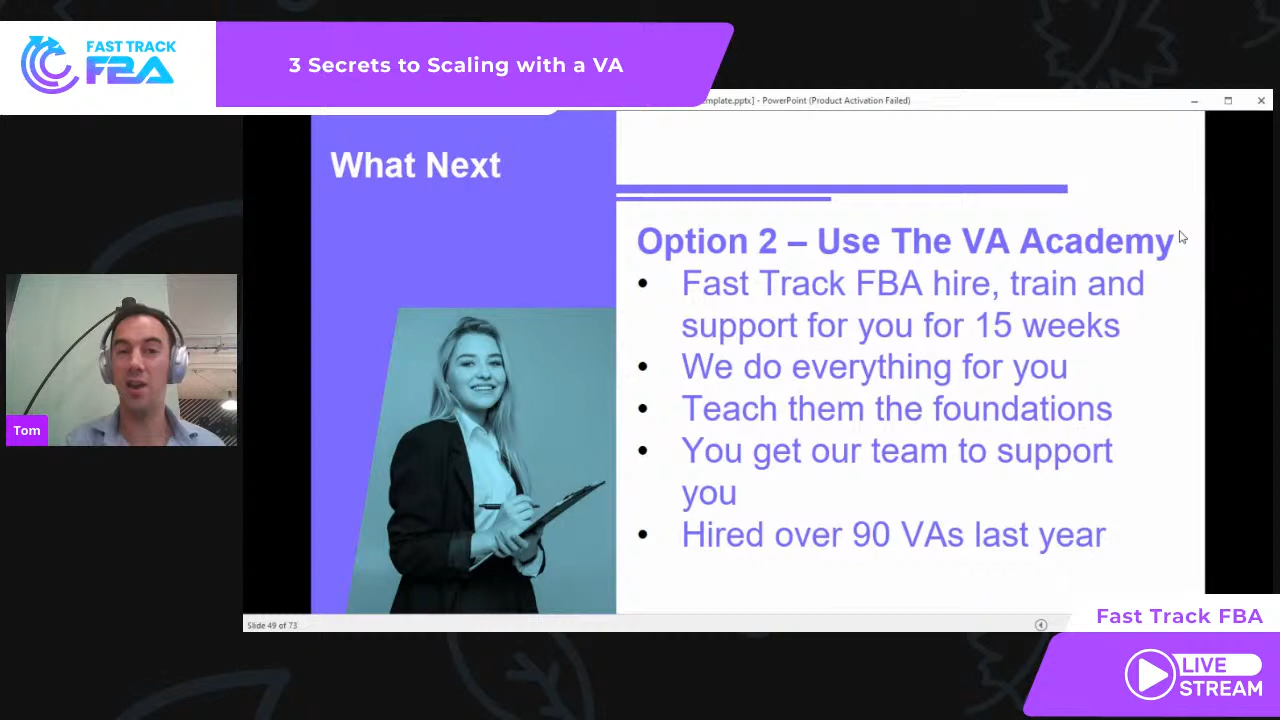 FAST TRACK
FBA
3 Secrets to Scaling with a VA
mplate.pptx] - PowerPoint (Product Activation Failed)
What Next
Option 2 – Use The VA Academy
• Fast Track FBA hire, train and
support for you for 15 weeks
• We do everything for you
• Teach them the foundations
• You get our team to support
you
• Hired over 90 VAs last year
Tom
Slide 49 of 73
Fast Track FBA
LIVE
STREAM